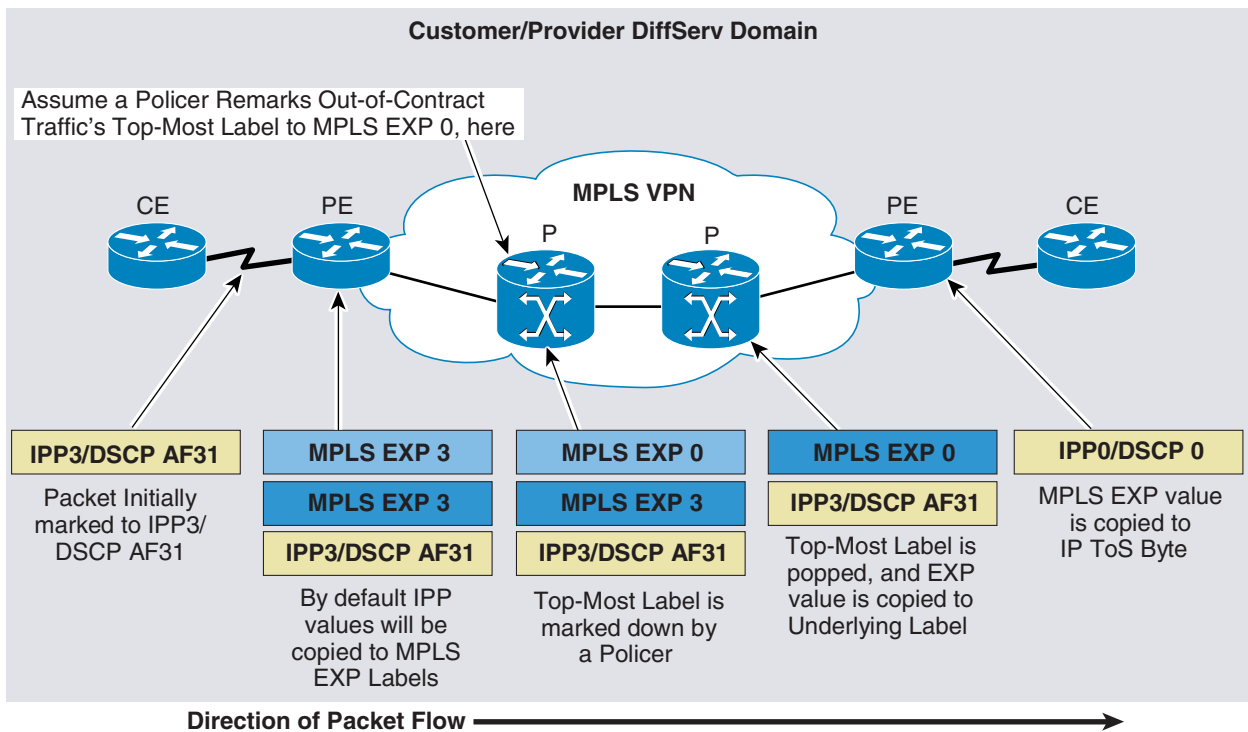 Customer/Provider DiffServ Domain
Assume a Policer Remarks Out-of-Contract
Traffic's Top-Most Label to MPLS EXP 0, here
MPLS VPN
CE
PE
P
P
PE
CE
IPP3/DSCP AF31
Packet Initially
marked to IPP3/
DSCP AF31
MPLS EXP 3
MPLS EXP 3
IPP3/DSCP AF31
By default IPP
values will be
copied to MPLS
EXP Labels
MPLS EXP 0
MPLS EXP 3
IPP3/DSCP AF31
Top-Most Label is
marked down by
a Policer
MPLS EXP 0
IPP3/DSCP AF31
Top-Most Label is
popped, and EXP
value is copied to
Underlying Label
IPP0/DSCP 0
MPLS EXP value
is copied to
IP ToS Byte
Direction of Packet Flow